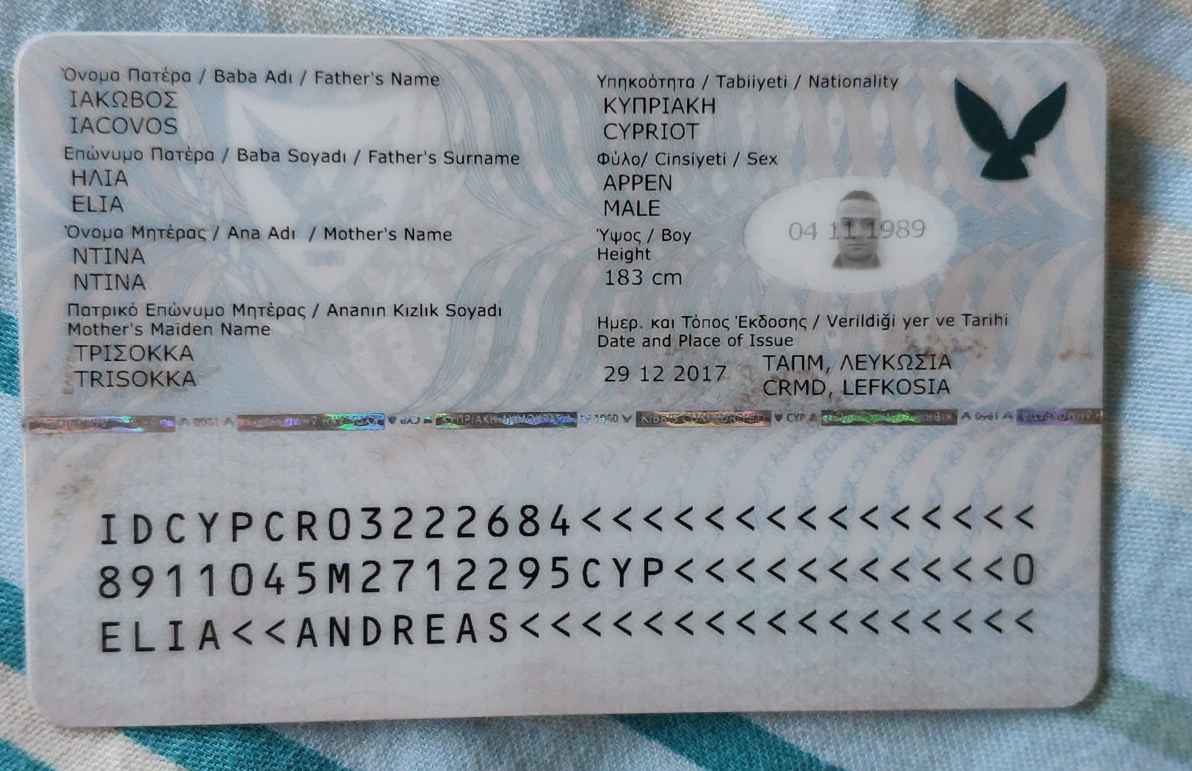 Όνομα Πατέρα / Baba Adı / Father's Name
ΙΑΚΩΒΟΣ
IACOVOS
Επώνυμο Πατέρα / Baba Soyadı / Father's Surname
ΗΛΙΑ
ELIA
Όνομα Μητέρας / Ana Adı / Mother's Name
ΝΤΙΝΑ
NTINA
Πατρικό Επώνυμο Μητέρας / Ananın Kızlık Soyadı
Mother's Maiden Name
ΤΡΙΣΟΚΚΑ
TRISOKKA
Υπηκοότητα / Tabiiyeti / Nationality
ΚΥΠΡΙΑΚΗ
CYPRIOT
Φύλο/ Cinsiyeti / Sex
ΑΡΡΕΝ
MALE
Ύψος / Boy
Height
183 cm
04 11 1989
Ημερ. και Τόπος Έκδοσης / Verildiği yer ve Tarihi
Date and Place of Issue
29 12 2017
ΤΑΠΜ, ΛΕΥΚΩΣΙΑ
CRMD, LEFKOSIA
IDCYPCR03222684<<<<<<<<<<<<<<<
8911045M2712295CYP<<<<<<<<<<<0
ELIA<<ANDREAS<<<<<<<<<<<<<<<<<